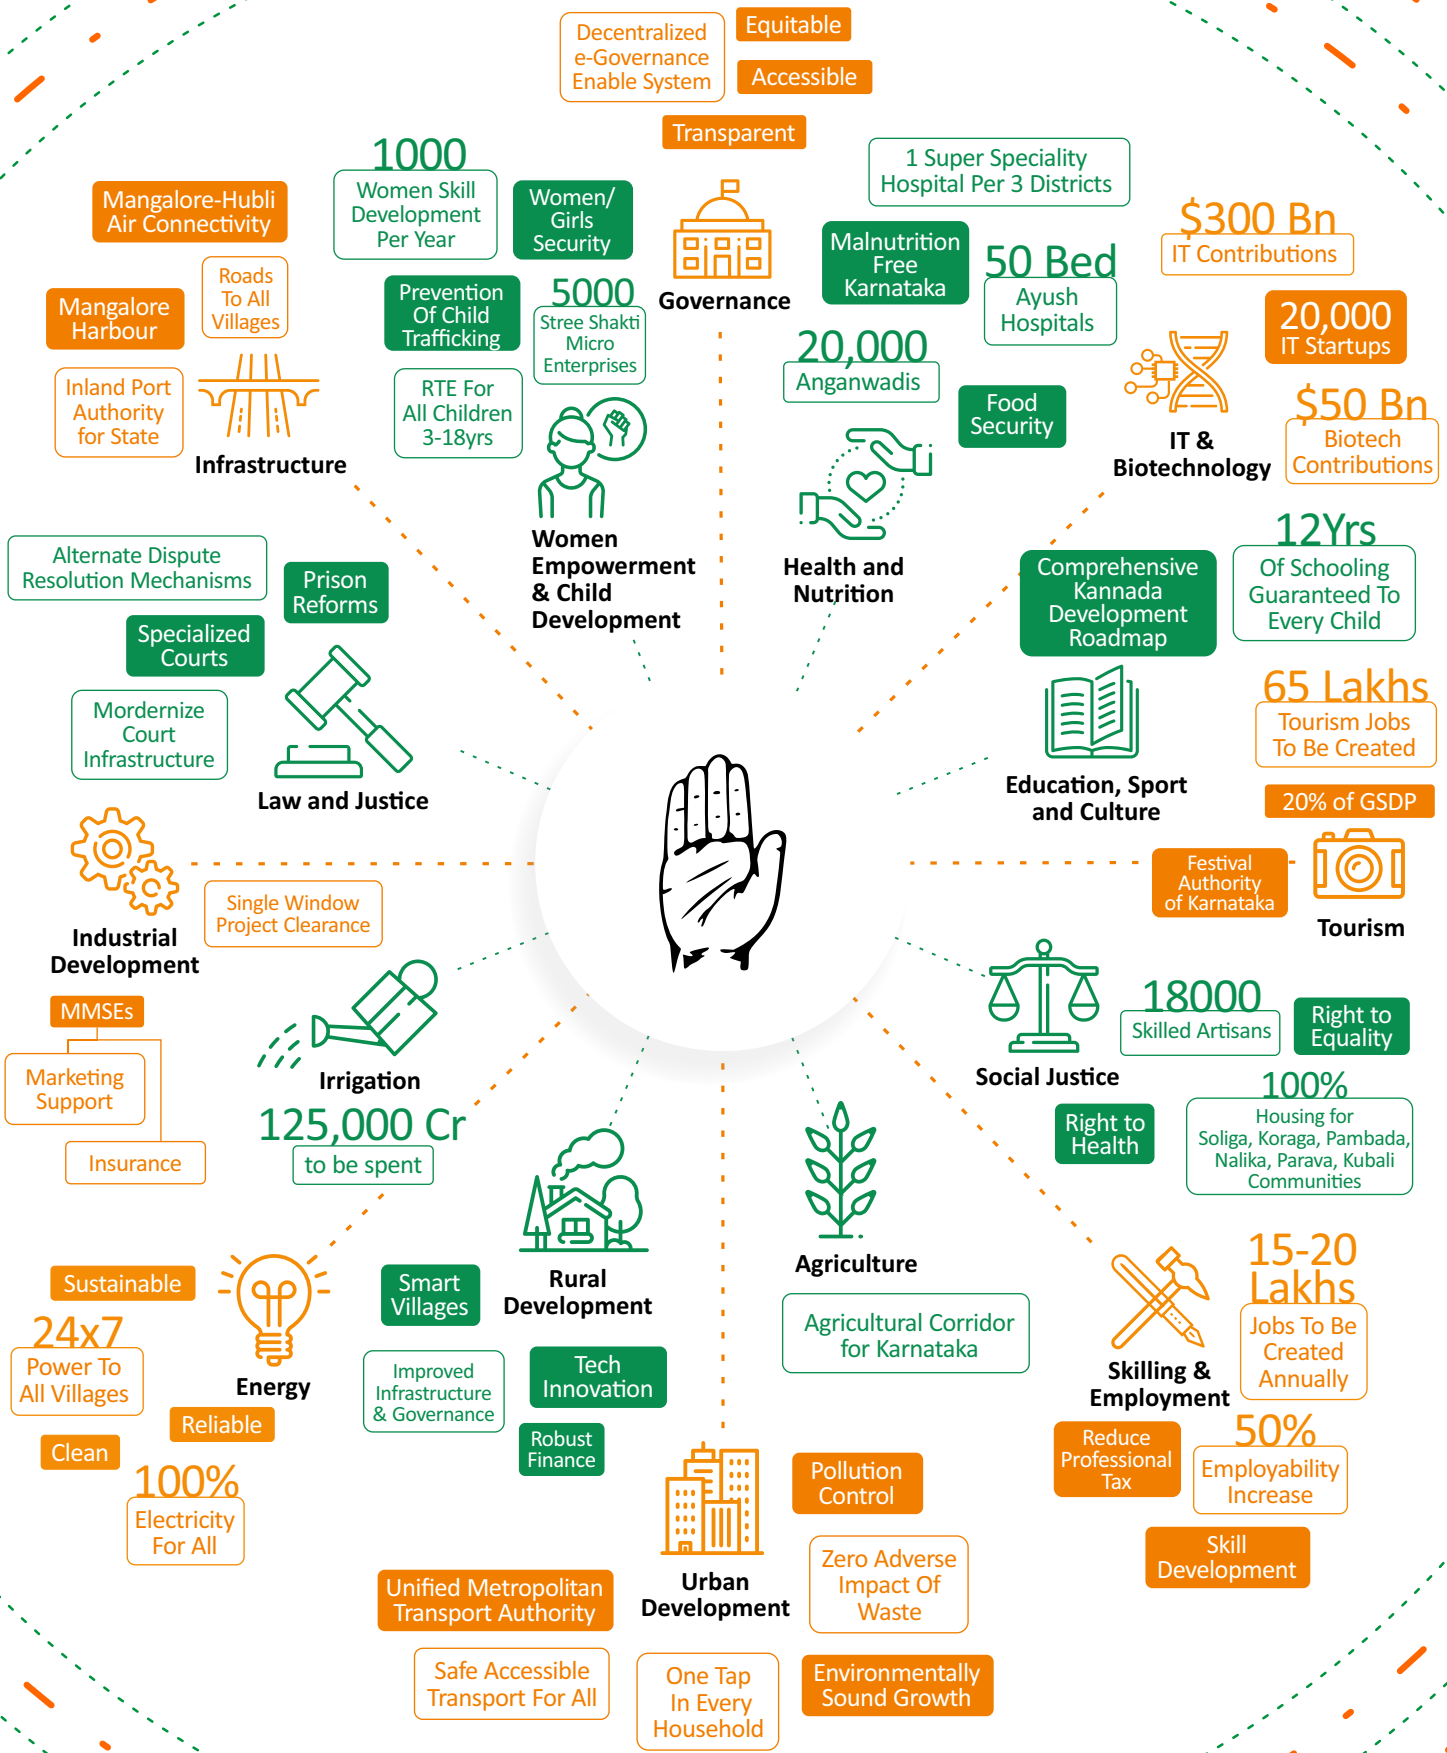 Decentralized
e-Governance
Enable System
Equitable
Accessible
Transparent
Governance
1000
Women Skill
Development
Per Year
Women/
Girls
Security
Prevention
Of Child
Trafficking
5000
Stree Shakti
Micro
Enterprises
RTE For
All Children
3-18yrs
Women
Empowerment
& Child
Development
1 Super Speciality
Hospital Per 3 Districts
Malnutrition
Free
Karnataka
50 Bed
Ayush
Hospitals
20,000
Anganwadis
Food
Security
Health and
Nutrition
Mangalore-Hubli
Air Connectivity
Roads
To All
Villages
Mangalore
Harbour
Inland Port
Authority
for State
Infrastructure
$300 Bn
IT Contributions
20,000
IT Startups
$50 Bn
Biotech
Contributions
IT &
Biotechnology
Alternate Dispute
Resolution Mechanisms
Prison
Reforms
Specialized
Courts
Mordernize
Court
Infrastructure
Law and Justice
12Yrs
Of Schooling
Guaranteed To
Every Child
Comprehensive
Kannada
Development
Roadmap
Education, Sport
and Culture
65 Lakhs
Tourism Jobs
To Be Created
20% of GSDP
Festival
Authority
of Karnataka
Tourism
Single Window
Project Clearance
Industrial
Development
MMSEs
Marketing
Support
Insurance
Irrigation
125,000 Cr
to be spent
18000
Skilled Artisans
Right to
Equality
Social Justice
Right to
Health
100%
Housing for
Soliga, Koraga, Pambada,
Nalika, Parava, Kubali
Communities
Sustainable
24x7
Power To
All Villages
Energy
Reliable
Clean
100%
Electricity
For All
Rural
Development
Smart
Villages
Improved
Infrastructure
& Governance
Tech
Innovation
Robust
Finance
Agriculture
Agricultural Corridor
for Karnataka
15-20
Lakhs
Jobs To Be
Created
Annually
Skilling &
Employment
Reduce
Professional
Tax
50%
Employability
Increase
Skill
Development
Pollution
Control
Zero Adverse
Impact Of
Waste
Urban
Development
Unified Metropolitan
Transport Authority
Safe Accessible
Transport For All
One Tap
In Every
Household
Environmentally
Sound Growth